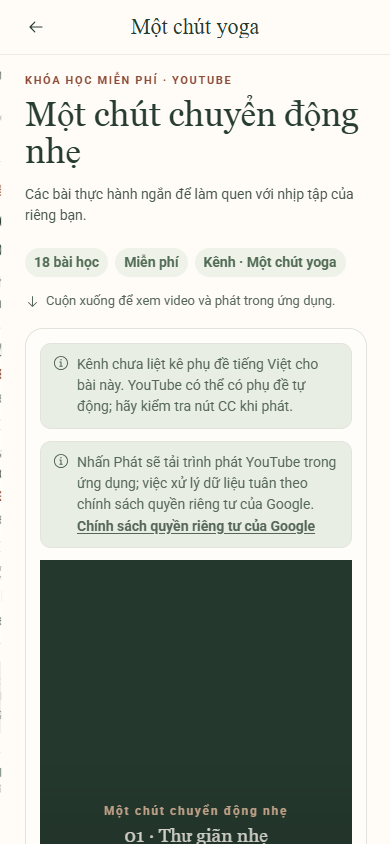 Một chút yoga
KHÓA HỌC MIỄN PHÍ · YOUTUBE
Một chút chuyển động
nhẹ
Các bài thực hành ngắn để làm quen với nhịp tập của
riêng bạn.
18 bài học
Miễn phí
Kênh · Một chút yoga
Cuộn xuống để xem video và phát trong ứng dụng.
Kênh chưa liệt kê phụ đề tiếng Việt cho
bài này. YouTube có thể có phụ đề tự
động; hãy kiểm tra nút CC khi phát.
Nhấn Phát sẽ tải trình phát YouTube trong
ứng dụng; việc xử lý dữ liệu tuân theo
chính sách quyền riêng tư của Google.
Chính sách quyền riêng tư của Google
Một chút chuyển động nhẹ
01 · Thư giãn nhẹ